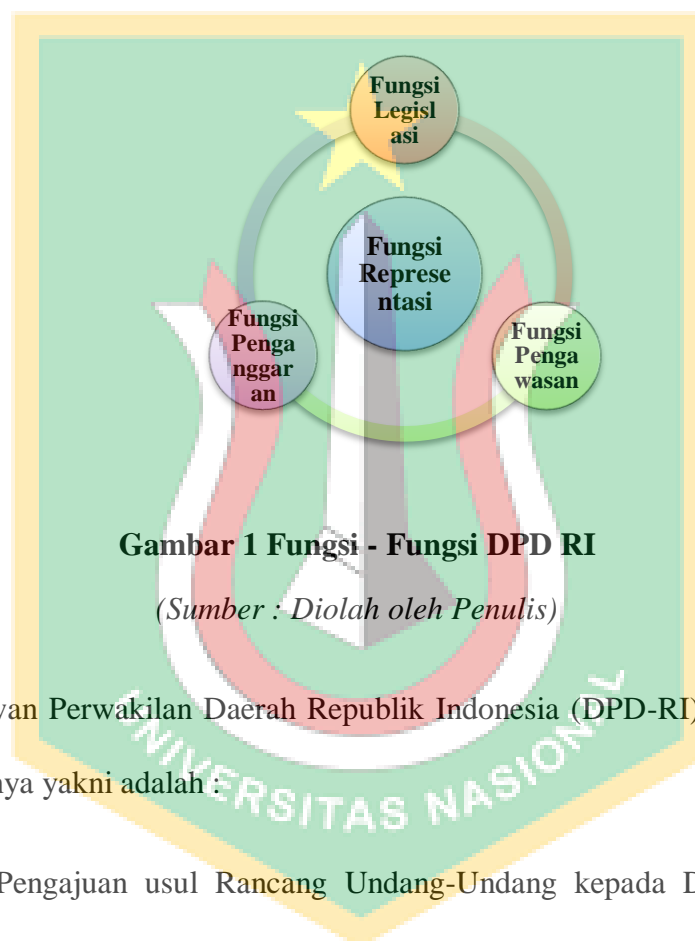 Fungsi
Legisl
asi
Fungsi
Represe
ntasi
Fungsi
Penga
nggar
an
Fungsi
Penga
wasan
Gambar 1 Fungsi - Fungsi DPD RI
(Sumber : Diolah oleh Penulis)
van Perwakilan Daerah Republik Indonesia (DPD-RI)
nya yakni adalah :
UNIVERSITAS NASIONAL
Pengajuan usul Rancang Undang-Undang kepada D